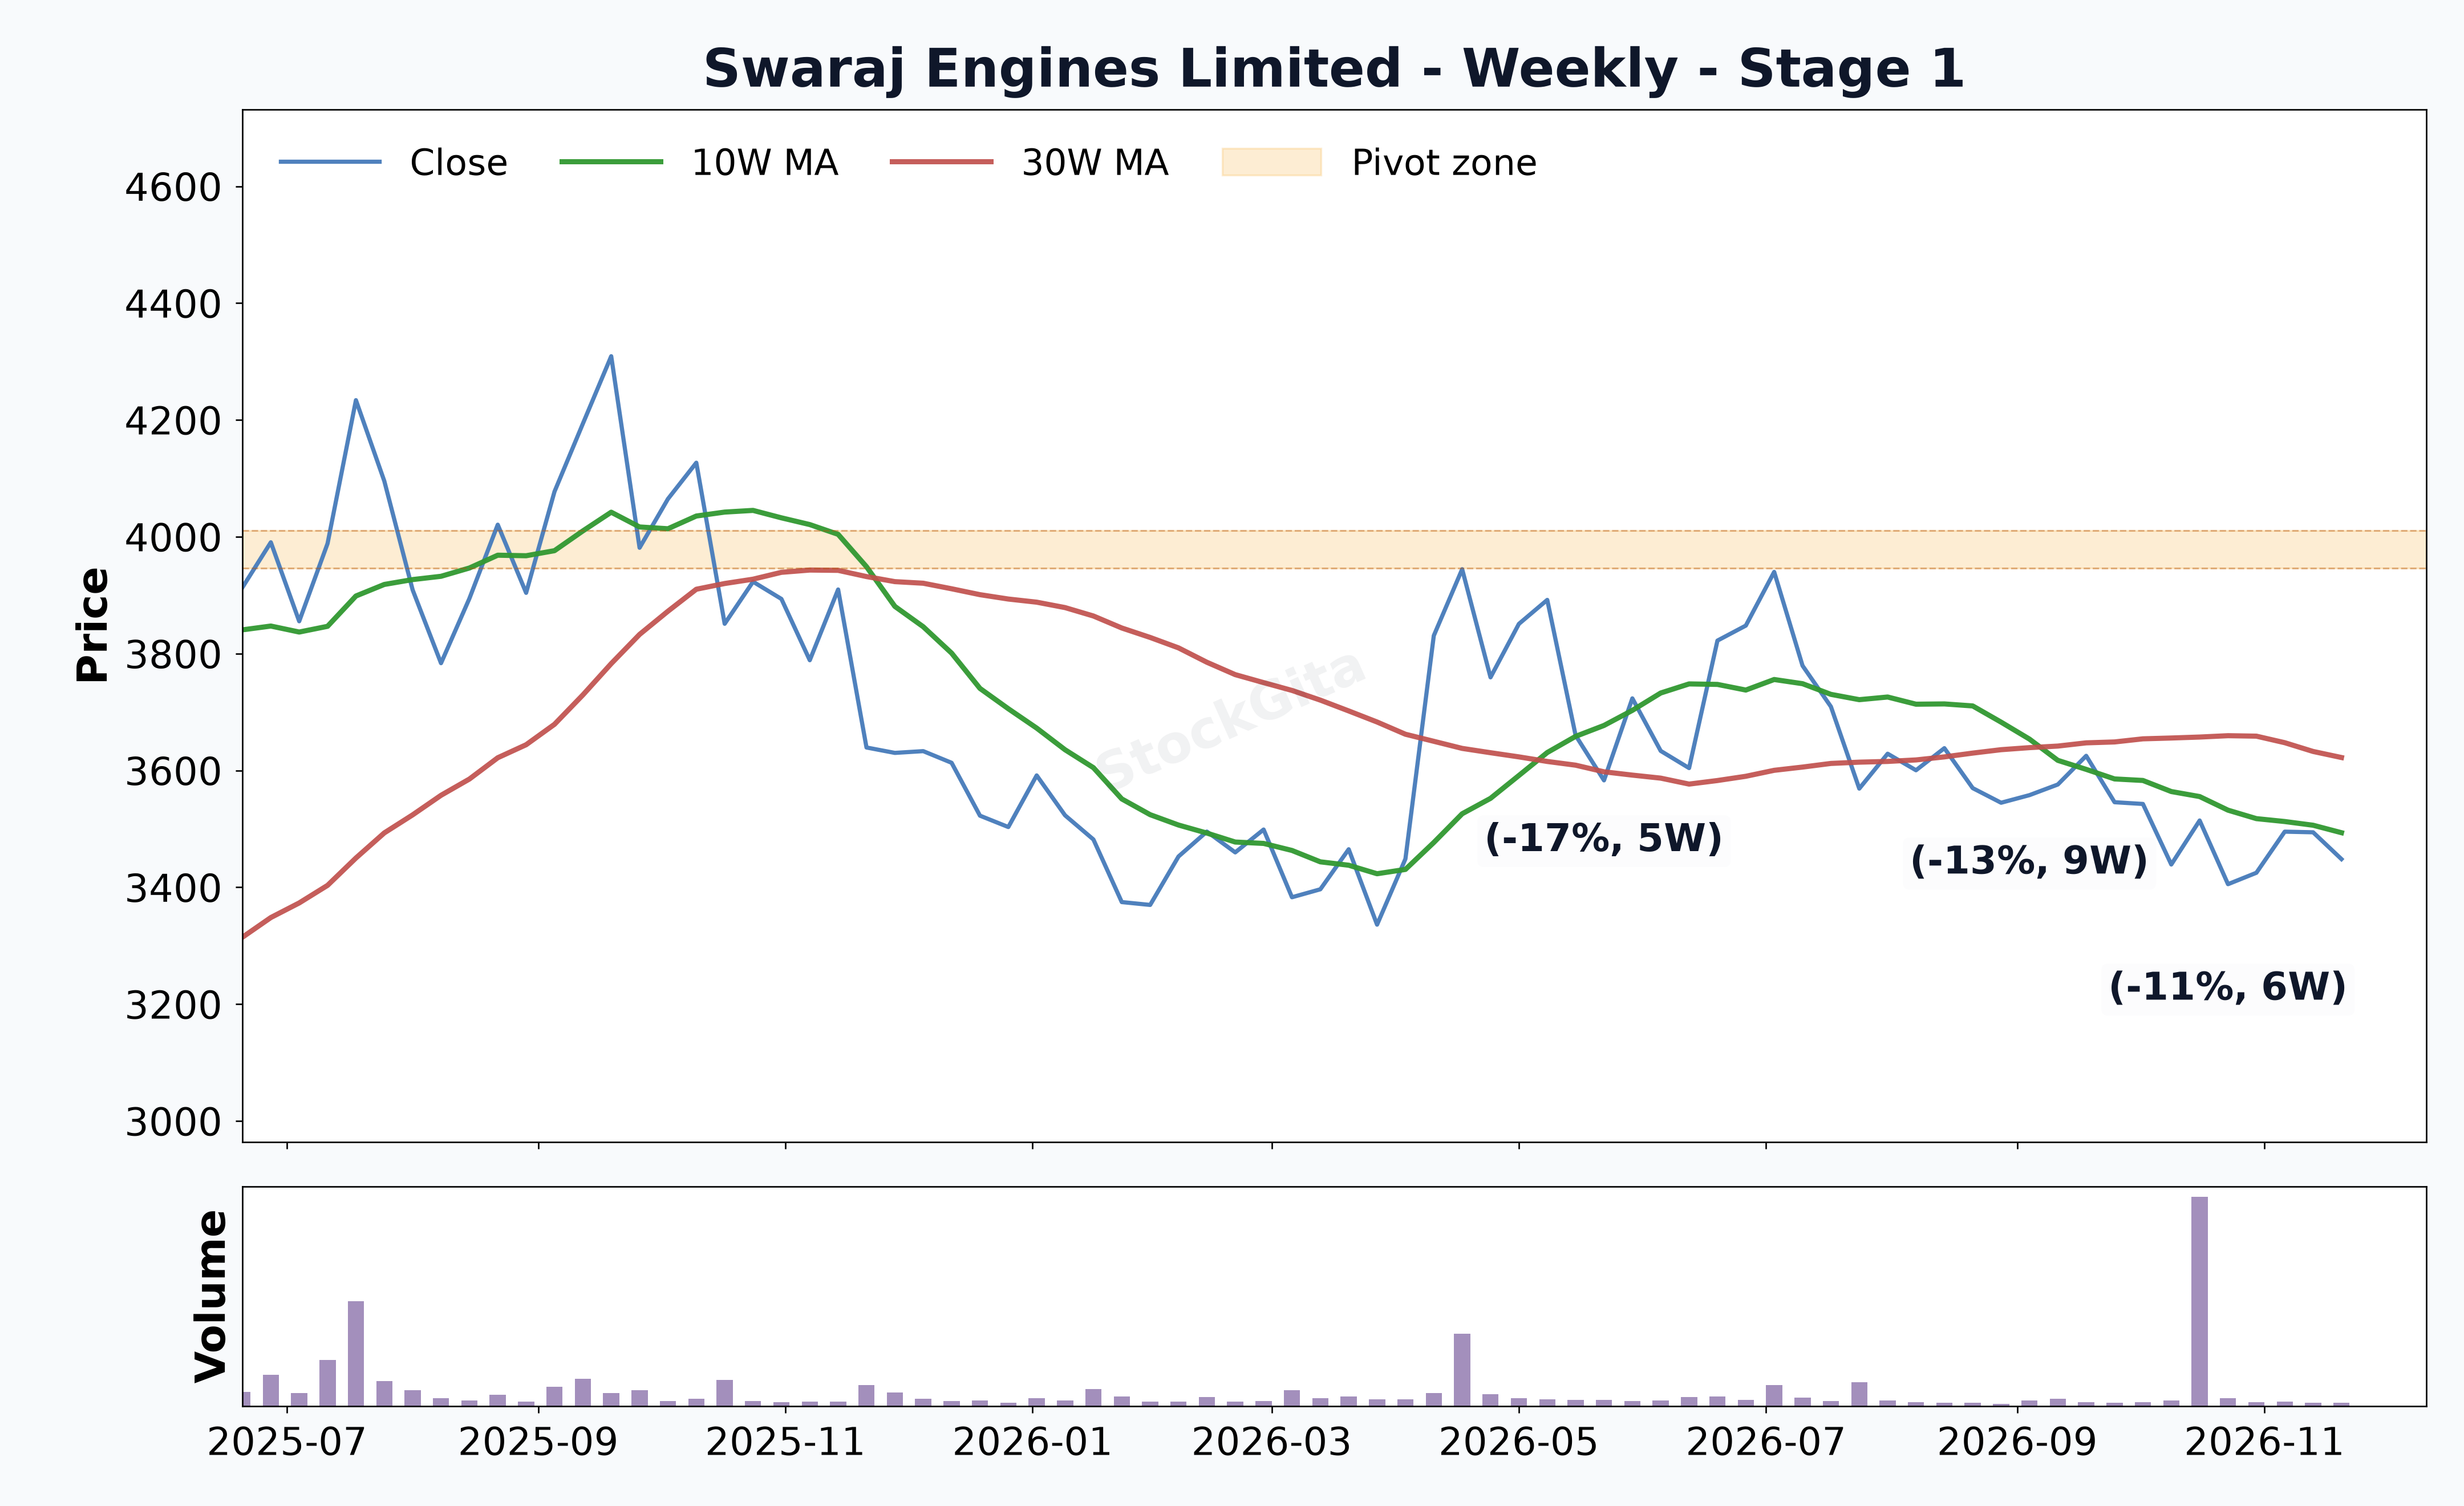 Swaraj Engines Limited - Weekly - Stage 1
Close 10W MA 30W MA Pivot zone
4600
4400
4200
4000
3800
3600
3400
3200
3000
Price
StockGita
(-17%, 5W)
(-13%, 9W)
(-11%, 6W)
Volume
2025-07 2025-09 2025-11 2026-01 2026-03 2026-05 2026-07 2026-09 2026-11